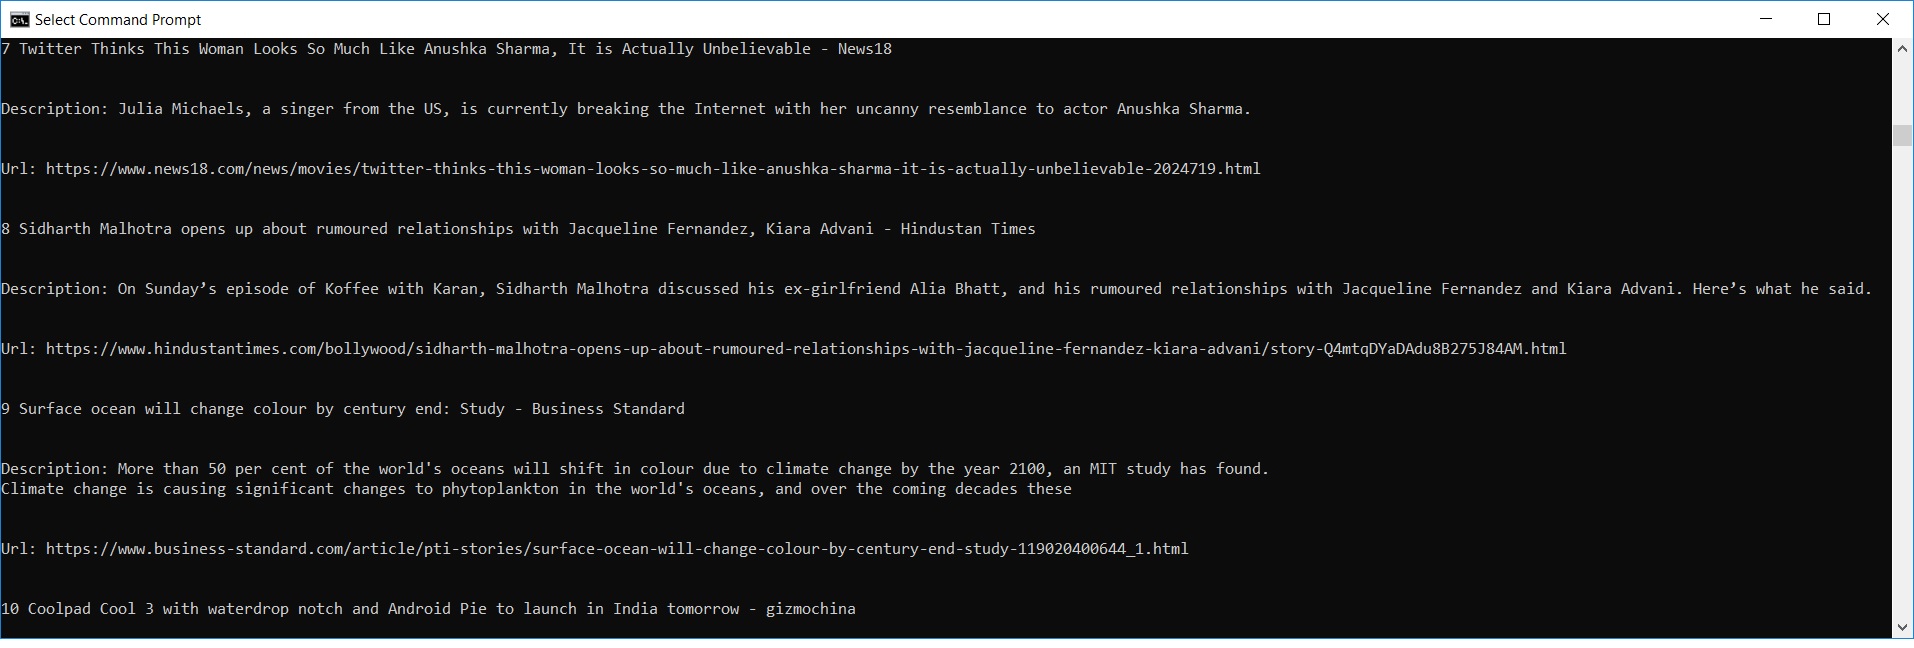 Select Command Prompt
7 Twitter Thinks This Woman Looks So Much Like Anushka Sharma, It is Actually Unbelievable - News18
Description: Julia Michaels, a singer from the US, is currently breaking the Internet with her uncanny resemblance to actor Anushka Sharma.
Url: https://www.news18.com/news/movies/twitter-thinks-this-woman-looks-so-much-like-anushka-sharma-it-is-actually-unbelievable-2024719.html
8 Sidharth Malhotra opens up about rumoured relationships with Jacqueline Fernandez, Kiara Advani - Hindustan Times
Description: On Sunday’s episode of Koffee with Karan, Sidharth Malhotra discussed his ex-girlfriend Alia Bhatt, and his rumoured relationships with Jacqueline Fernandez and Kiara Advani. Here’s what he said.
Url: https://www.hindustantimes.com/bollywood/sidharth-malhotra-opens-up-about-rumoured-relationships-with-jacqueline-fernandez-kiara-advani/story-Q4mtqDYaDAdu8B275J84AM.html
9 Surface ocean will change colour by century end: Study - Business Standard
Description: More than 50 per cent of the world's oceans will shift in colour due to climate change by the year 2100, an MIT study has found.
Climate change is causing significant changes to phytoplankton in the world's oceans, and over the coming decades these
Url: https://www.business-standard.com/article/pti-stories/surface-ocean-will-change-colour-by-century-end-study-119020400644_1.html
10 Coolpad Cool 3 with waterdrop notch and Android Pie to launch in India tomorrow - gizmochina